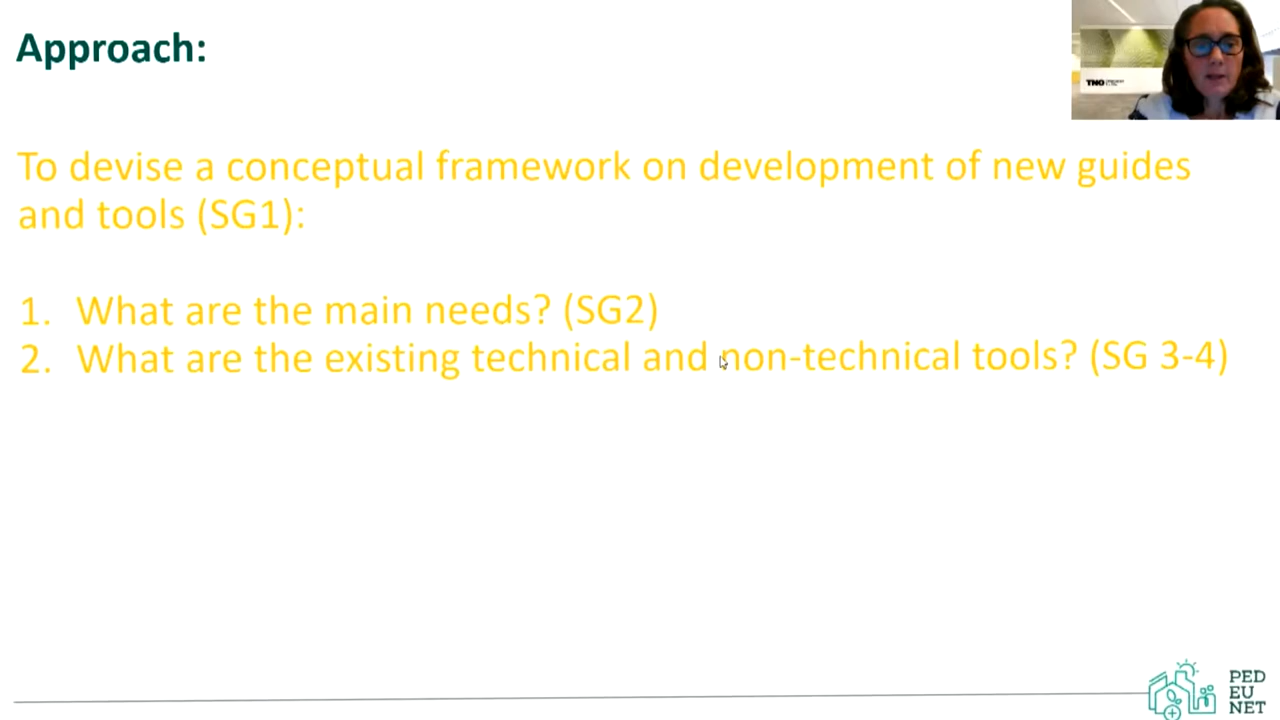 Approach:
TNO
To devise a conceptual framework on development of new guides
and tools (SG1):
1. What are the main needs? (SG2)
2. What are the existing technical and non-technical tools? (SG 3-4)
PED
EU
NET